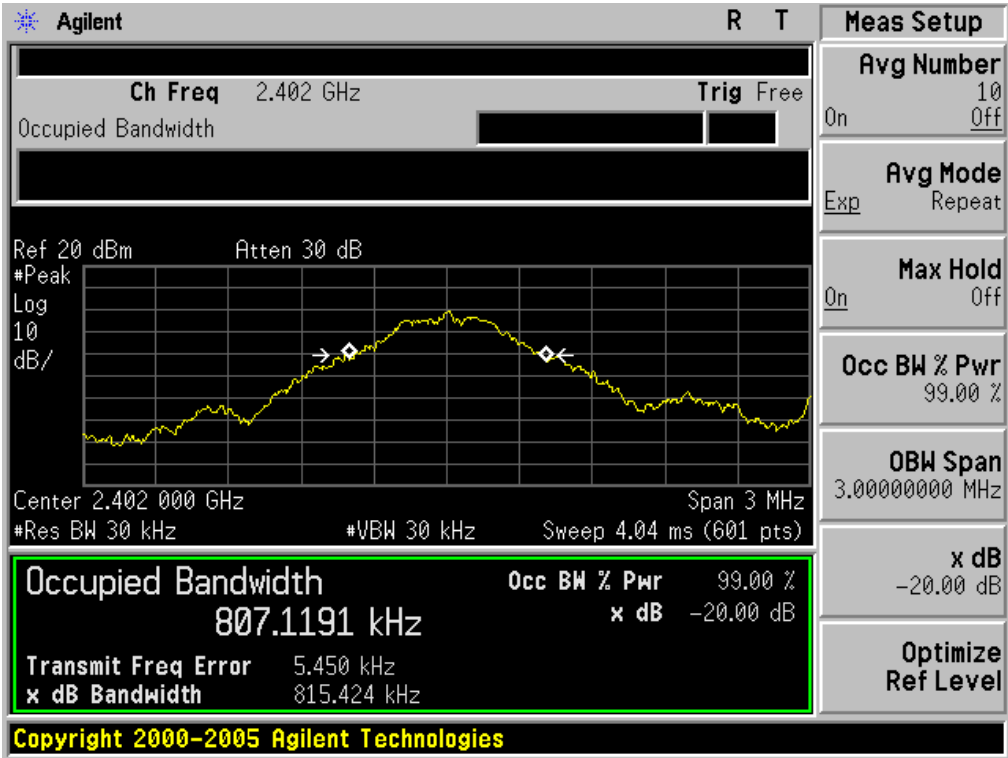 Agilent R T Meas Setup
Ch Freq 2.402 GHz Trig Free
Occupied Bandwidth
Ref 20 dBm Atten 30 dB
#Peak
Log
10
dB/
Center 2.402 000 GHz Span 3 MHz
#Res BW 30 kHz #VBW 30 kHz Sweep 4.04 ms (601 pts)
Occupied Bandwidth Occ BW % Pwr 99.00 %
807.1191 kHz x dB -20.00 dB
Transmit Freq Error 5.450 kHz
x dB Bandwidth 815.424 kHz
Avg Number
10
On Off
Avg Mode
Exp Repeat
Max Hold
On Off
Occ BW % Pwr
99.00 %
OBW Span
3.00000000 MHz
x dB
-20.00 dB
Optimize
Ref Level
Copyright 2000-2005 Agilent Technologies